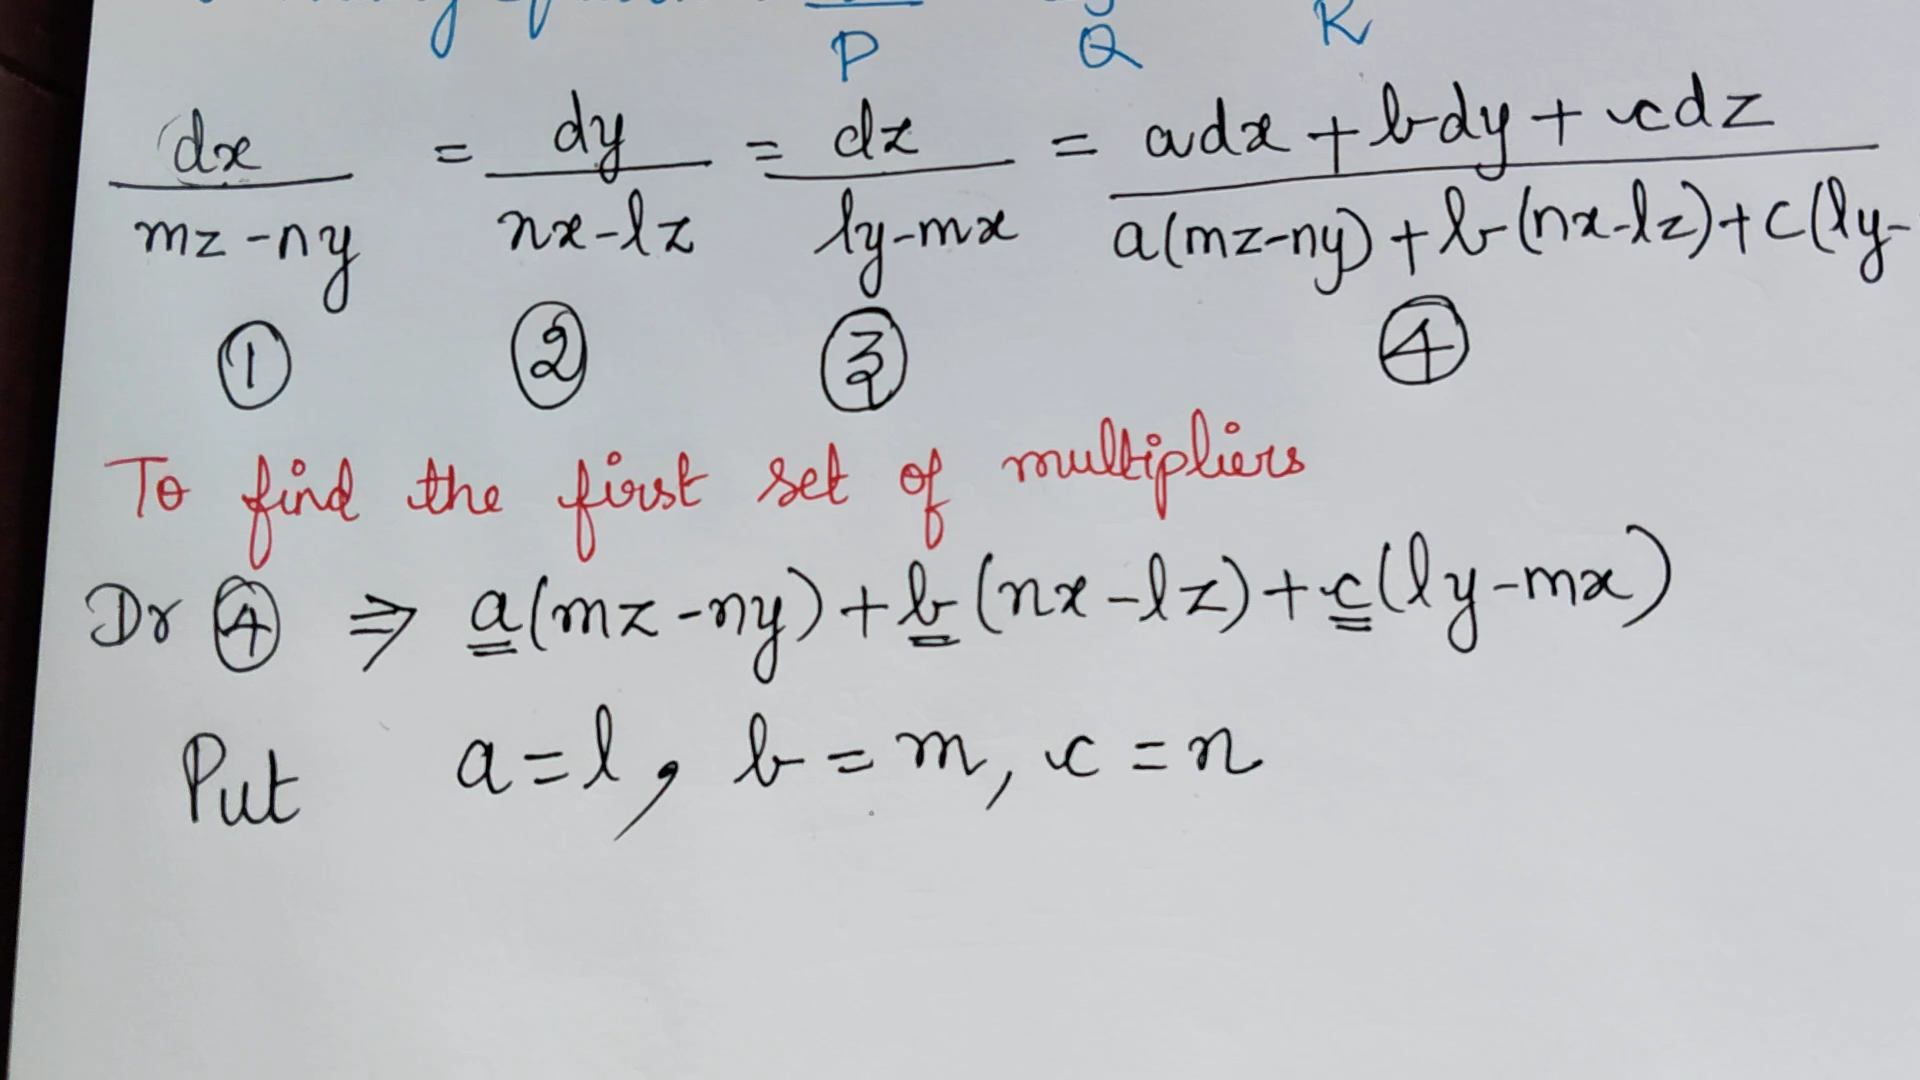 P Q R
dx/(mz-ny) = dy/(nx-lz) = dz/(ly-mx) = (adx+bdy+cdz)/(a(mz-ny)+b(nx-lz)+c(ly-
① ② ③ ④
To find the first set of multipliers
Dr ④ ⇒ a(mz-ny)+b(nx-lz)+c(ly-mx)
Put a=l, b=m, c=n